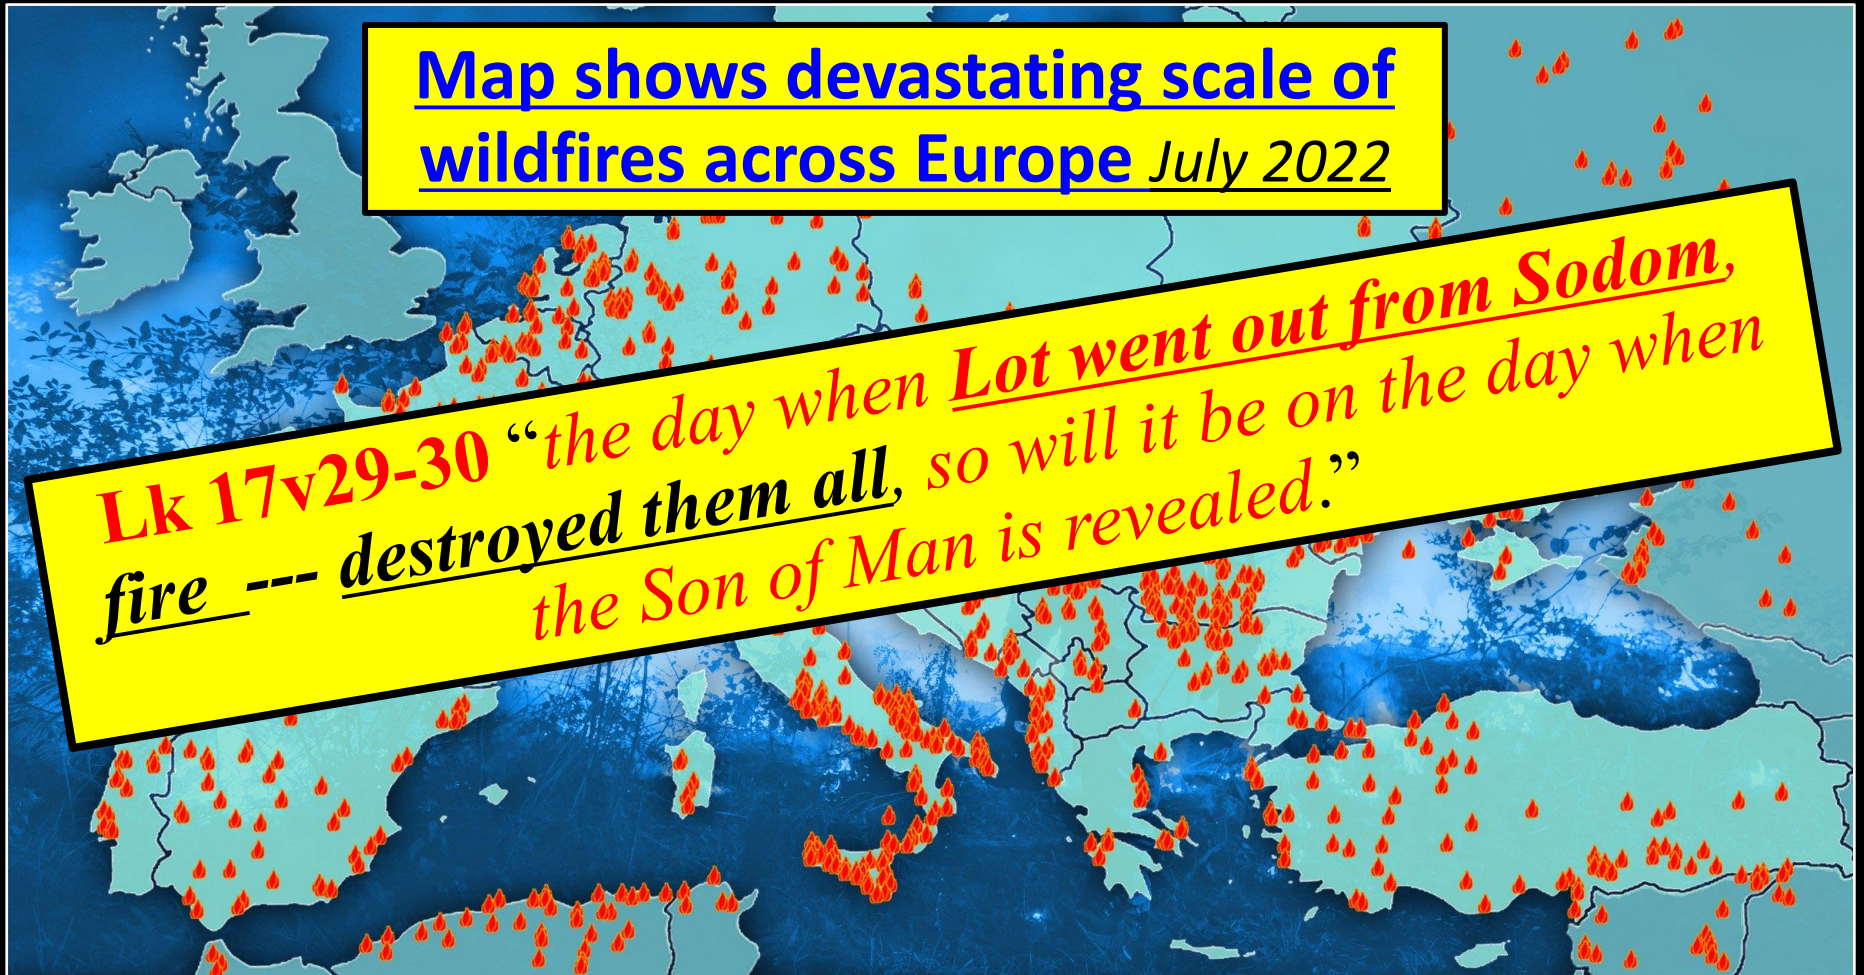 Map shows devastating scale of
wildfires across Europe July 2022
Lk 17v29-30 “the day when Lot went out from Sodom,
fire --- destroyed them all, so will it be on the day when
the Son of Man is revealed.”